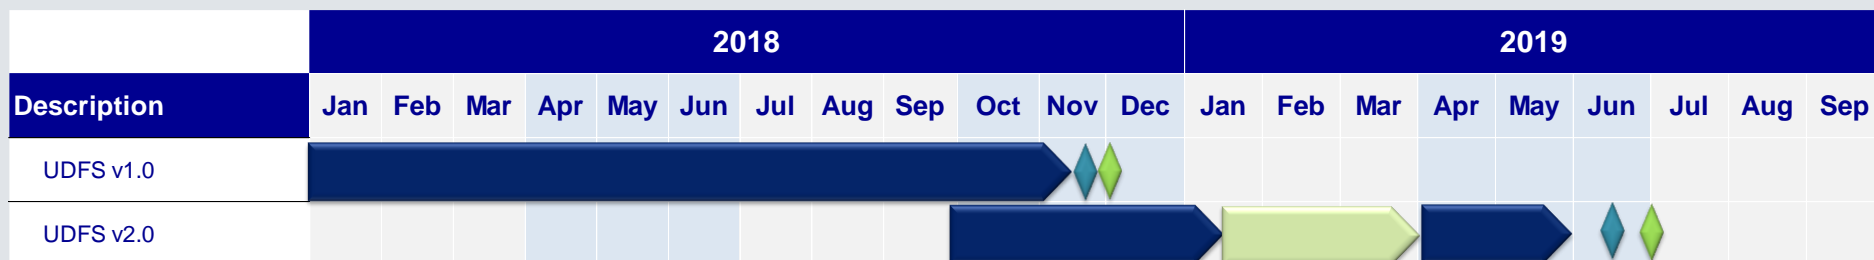 2018 2019
Description Jan Feb Mar Apr May Jun Jul Aug Sep Oct Nov Dec Jan Feb Mar Apr May Jun Jul Aug Sep
UDFS v1.0
UDFS v2.0